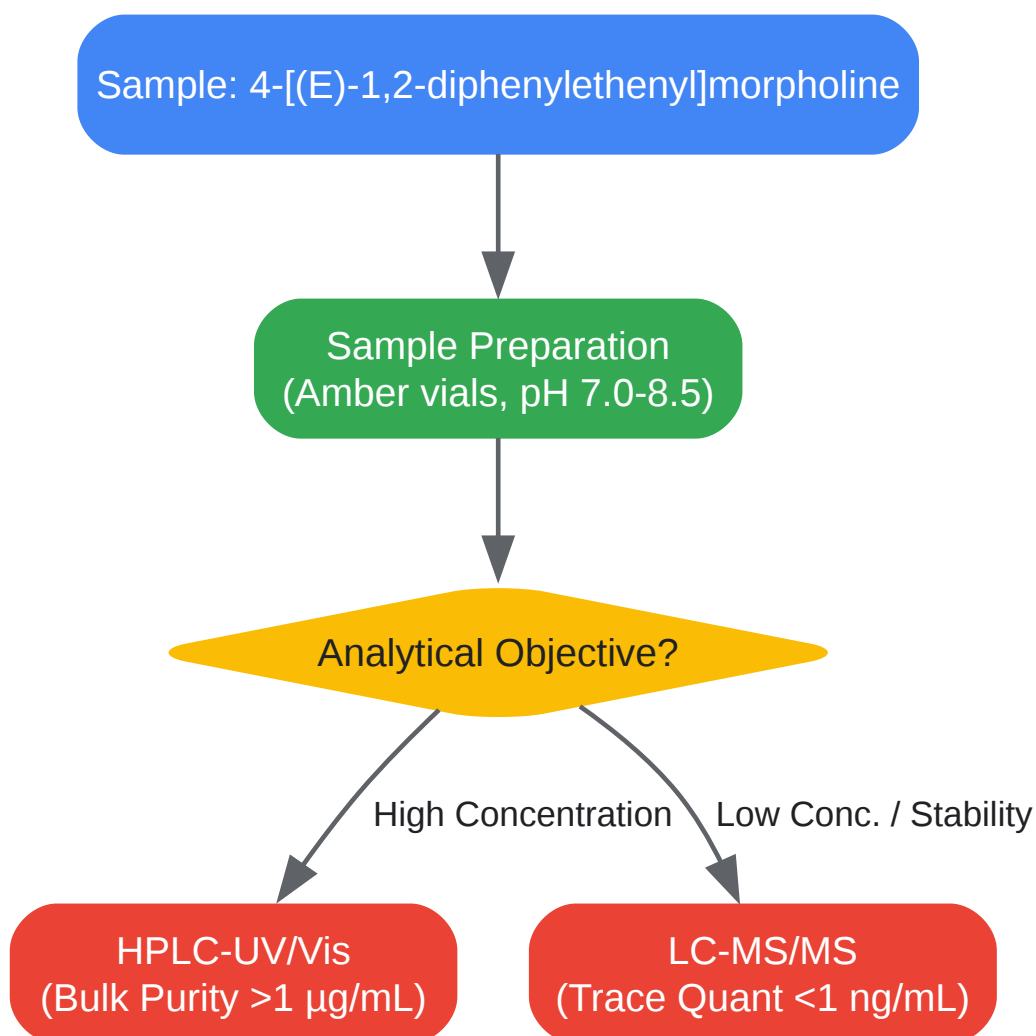 Sample: 4-[(E)-1,2-diphenylethenyl]morpholine
Sample Preparation
(Amber vials, pH 7.0-8.5)
Analytical Objective?
High Concentration
Low Conc. / Stability
HPLC-UV/Vis
(Bulk Purity >1 µg/mL)
LC-MS/MS
(Trace Quant <1 ng/mL)